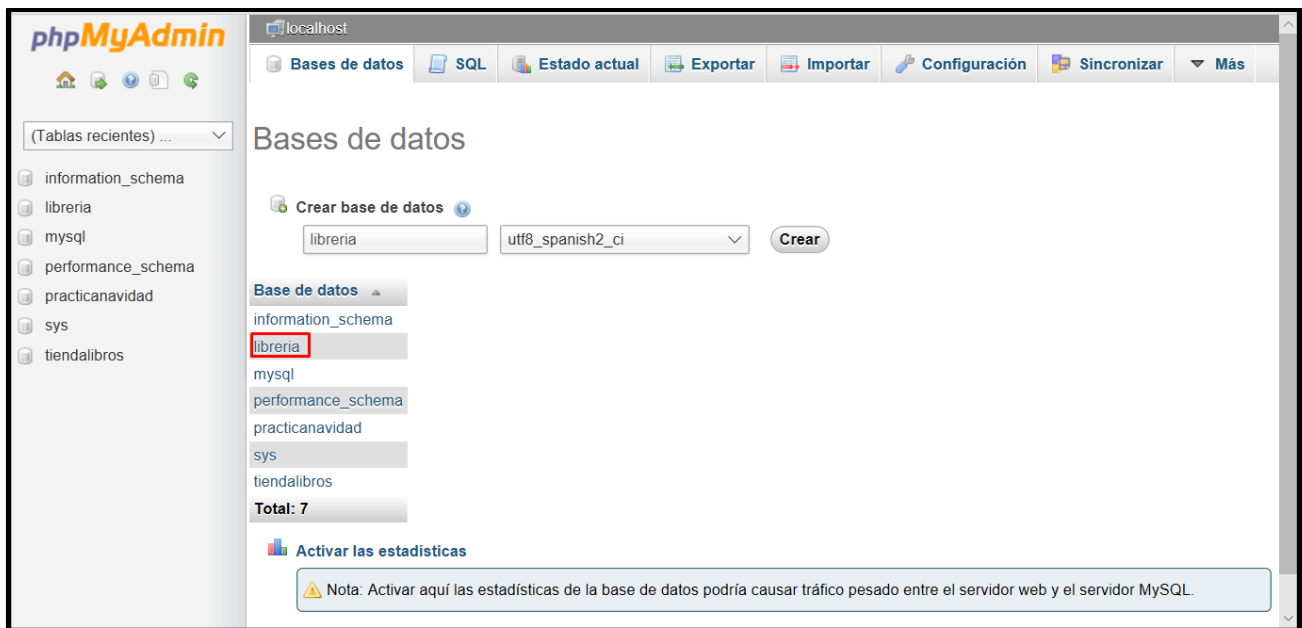 phpMyAdmin
(Tablas recientes) ...
information_schema
libreria
mysql
performance_schema
practicanavidad
sys
tiendalibros
localhost
Bases de datos SQL Estado actual Exportar Importar Configuración Sincronizar Más
Bases de datos
Crear base de datos
libreria utf8_spanish2_ci Crear
Base de datos
information_schema
libreria
mysql
performance_schema
practicanavidad
sys
tiendalibros
Total: 7
Activar las estadísticas
Nota: Activar aquí las estadísticas de la base de datos podría causar tráfico pesado entre el servidor web y el servidor MySQL.